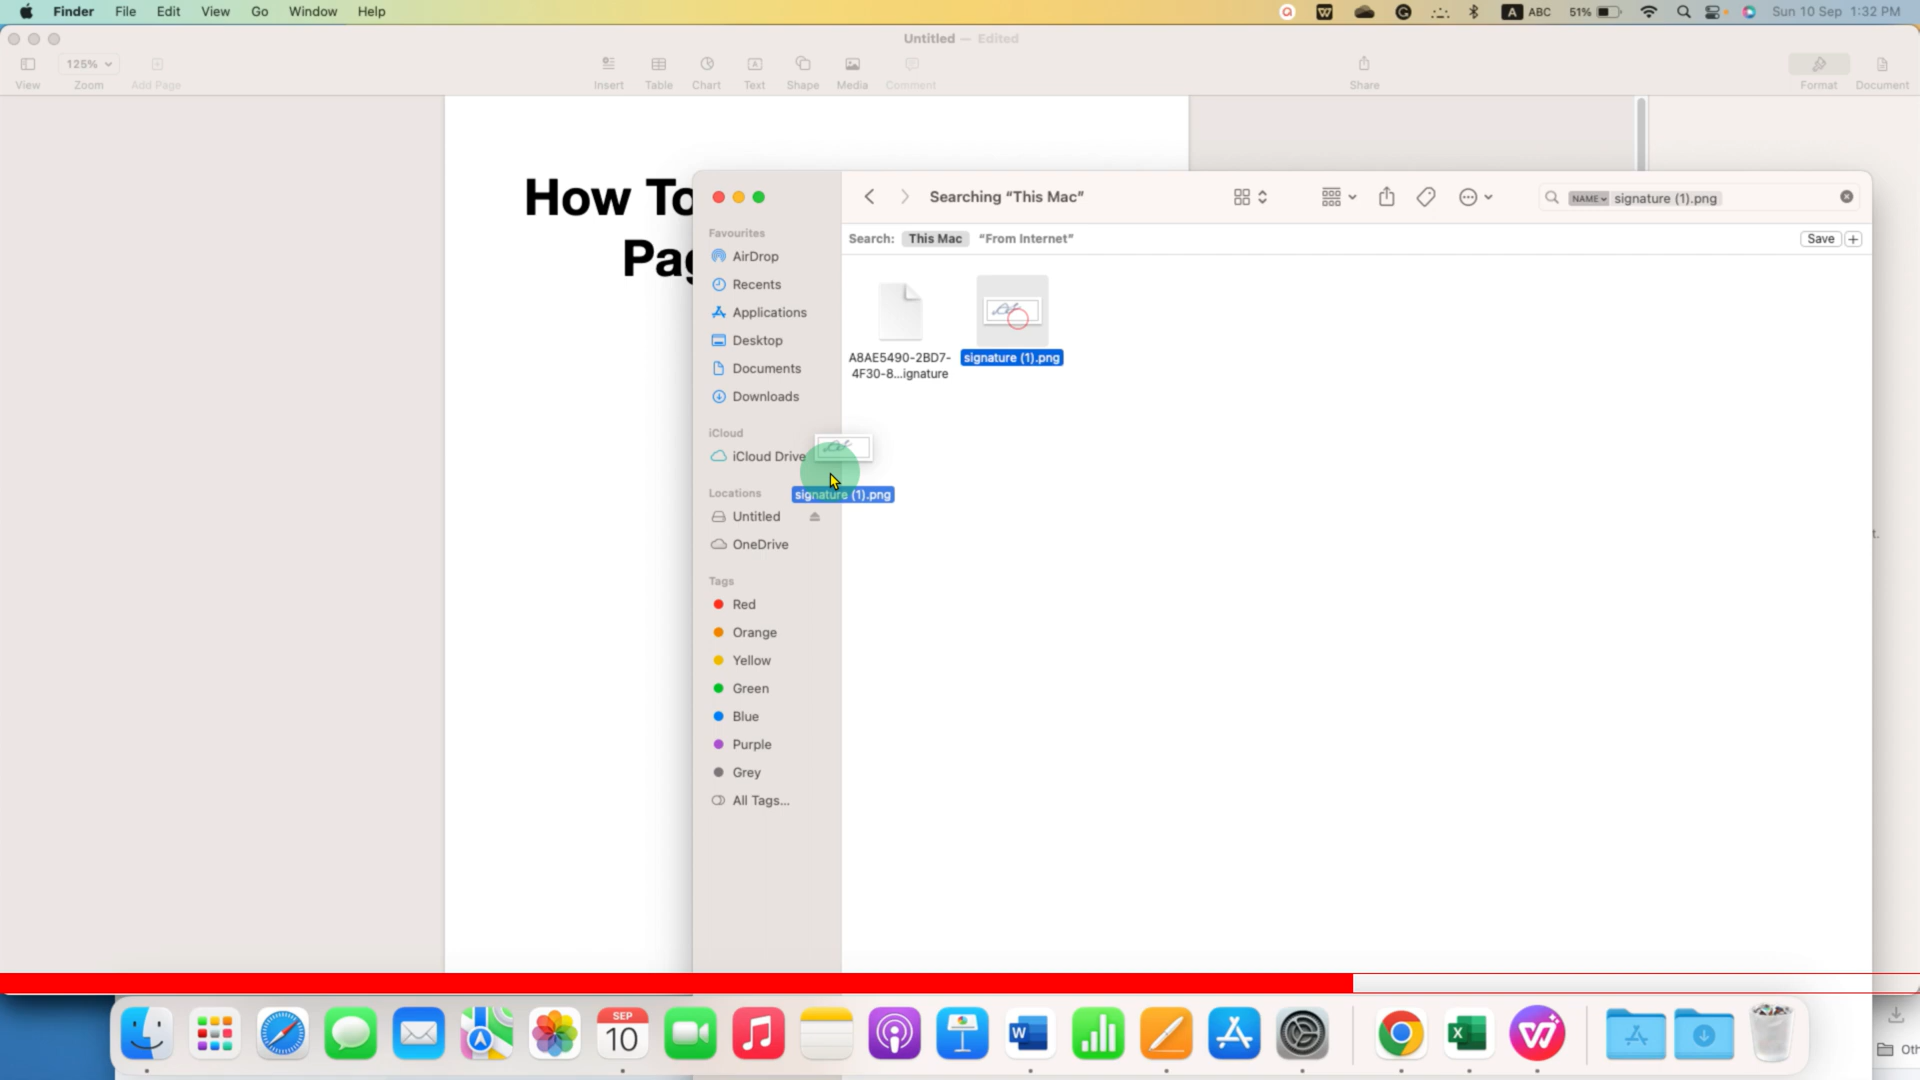 Finder File Edit View Go Window Help ABC 51% Sun 10 Sep 1:32 PM
Untitled — Edited
125%
View Zoom Add Page Insert Table Chart Text Shape Media Comment Share Format Document
How To
Searching “This Mac”
NAME signature (1).png
Favourites
Search: This Mac “From Internet” Save
AirDrop
Recents
Applications
Desktop
Documents
Downloads
A8AE5490-2BD7-
4F30-8...ignature
signature (1).png
iCloud
iCloud Drive
signature (1).png
Locations
Untitled
OneDrive
t.
Tags
Red
Orange
Yellow
Green
Blue
Purple
Grey
All Tags...
SEP
10